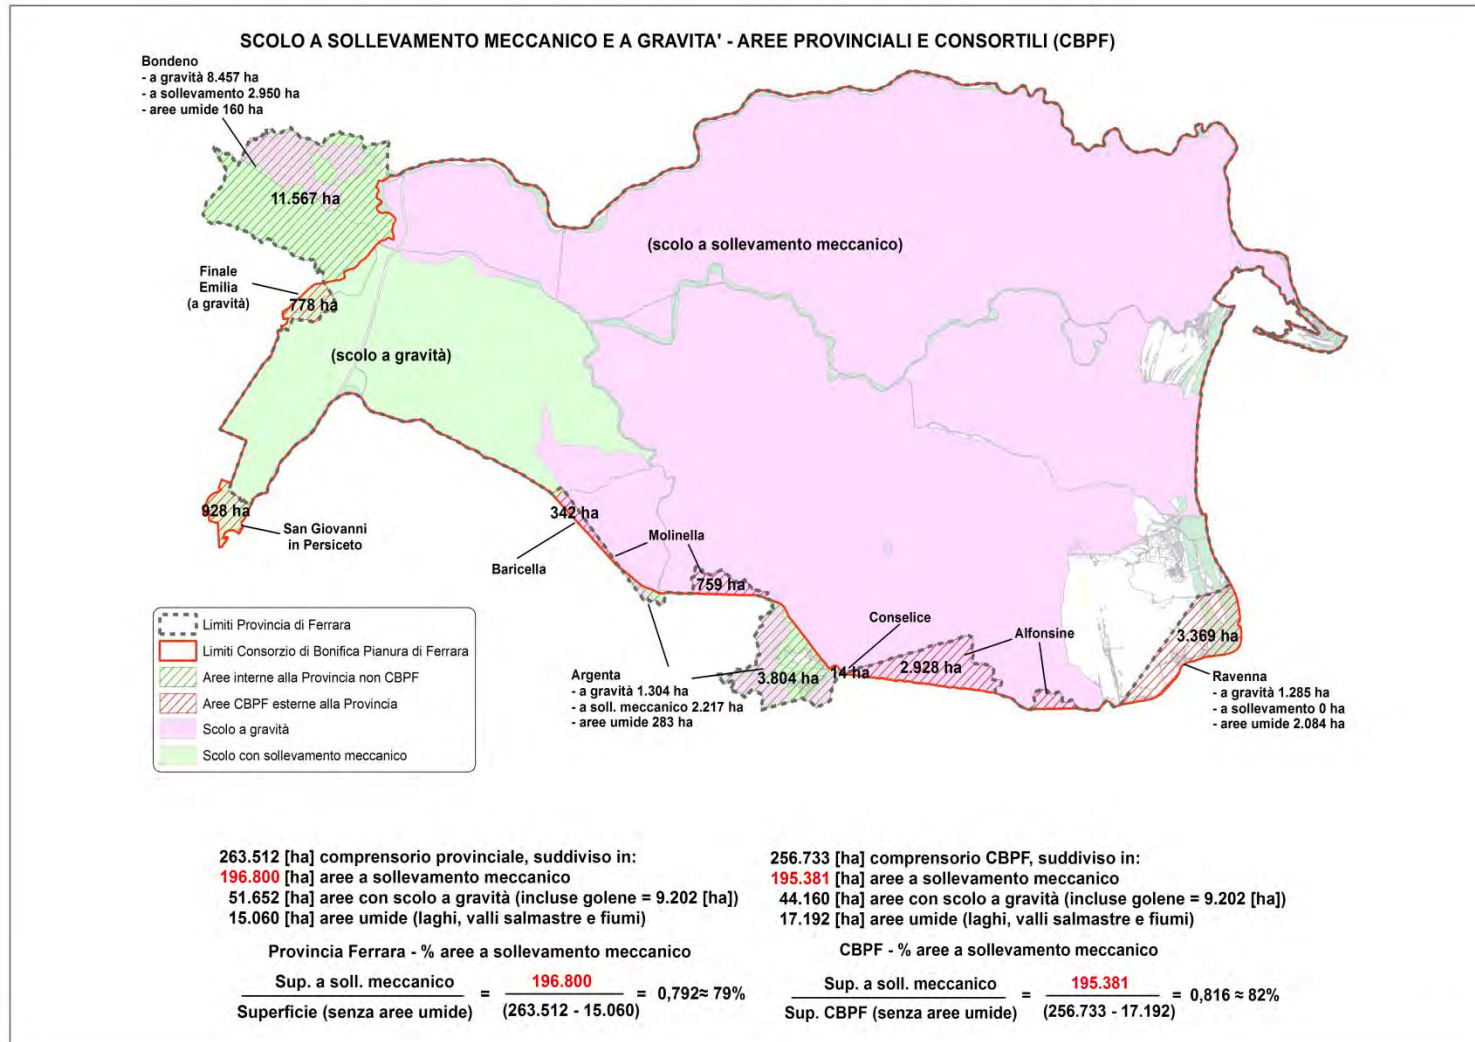 SCOLO A SOLLEVAMENTO MECCANICO E A GRAVITA' - AREE PROVINCIALI E CONSORTILI (CBPF)
Bondeno
- a gravità 8.457 ha
- a sollevamento 2.950 ha
- aree umide 160 ha
11.567 ha
(scolo a sollevamento meccanico)
Finale
Emilia
(a gravità)
778 ha
(scolo a gravità)
928 ha
San Giovanni
in Persiceto
342 ha
Baricella
Molinella
759 ha
Conselice
Alfonsine
Argenta
- a gravità 1.304 ha
- a soll. meccanico 2.217 ha
- aree umide 283 ha
3.804 ha
14 ha
2.928 ha
3.369 ha
Ravenna
- a gravità 1.285 ha
- a sollevamento 0 ha
- aree umide 2.084 ha
Limiti Provincia di Ferrara
Limiti Consorzio di Bonifica Pianura di Ferrara
Aree interne alla Provincia non CBPF
Aree CBPF esterne alla Provincia
Scolo a gravità
Scolo con sollevamento meccanico
263.512 [ha] comprensorio provinciale, suddiviso in:
196.800 [ha] aree a sollevamento meccanico
51.652 [ha] aree con scolo a gravità (incluse golene = 9.202 [ha])
15.060 [ha] aree umide (laghi, valli salmastre e fiumi)
Provincia Ferrara - % aree a sollevamento meccanico
Sup. a soll. meccanico
Superficie (senza aree umide)
=
196.800
(263.512 - 15.060)
= 0,792≈ 79%
256.733 [ha] comprensorio CBPF, suddiviso in:
195.381 [ha] aree a sollevamento meccanico
44.160 [ha] aree con scolo a gravità (incluse golene = 9.202 [ha])
17.192 [ha] aree umide (laghi, valli salmastre e fiumi)
CBPF - % aree a sollevamento meccanico
Sup. a soll. meccanico
Sup. CBPF (senza aree umide)
=
195.381
(256.733 - 17.192)
= 0,816 ≈ 82%